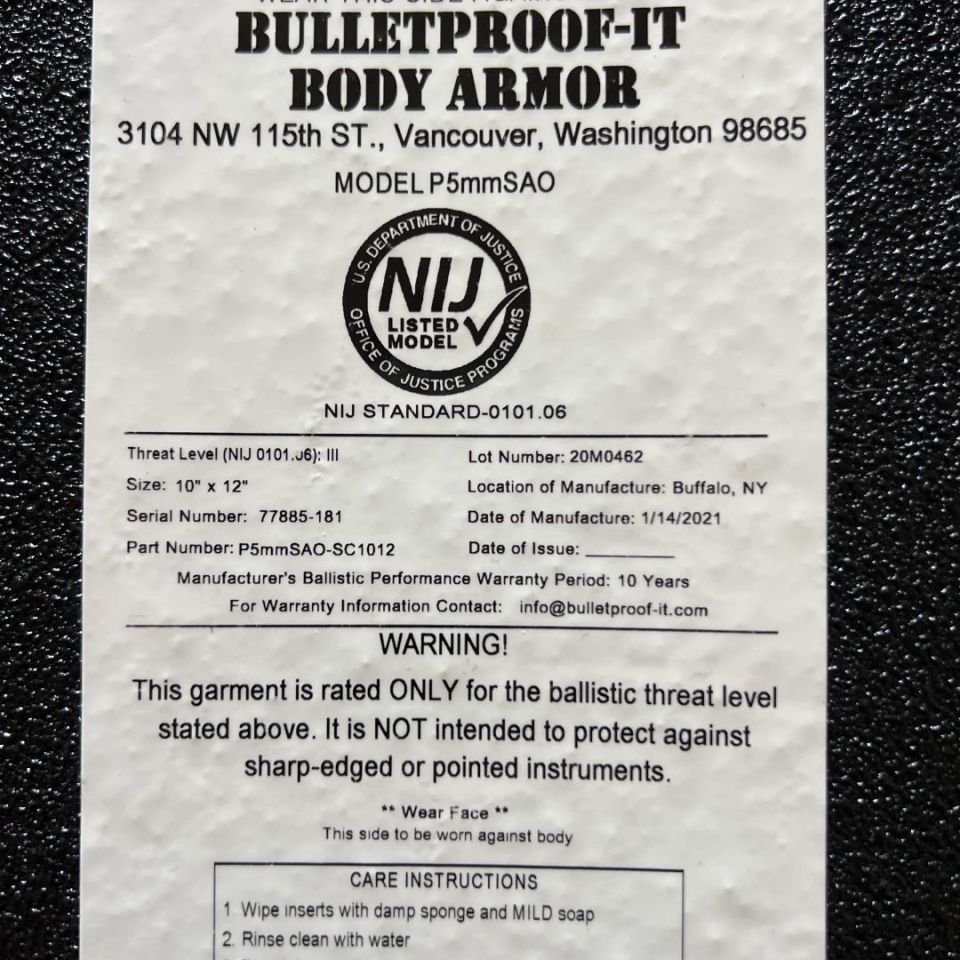 WEAR THIS SIDE AGAINST
BULLETPROOF-IT
BODY ARMOR
3104 NW 115th ST., Vancouver, Washington 98685
MODEL P5mmSAO
U.S. DEPARTMENT OF JUSTICE
NIJ
LISTED
MODEL
OFFICE OF JUSTICE PROGRAMS
NIJ STANDARD-0101.06
Threat Level (NIJ 0101.06): III
Lot Number: 20M0462
Size: 10" x 12"
Location of Manufacture: Buffalo, NY
Serial Number: 77885-181
Date of Manufacture: 1/14/2021
Part Number: P5mmSAO-SC1012
Date of Issue: __________
Manufacturer's Ballistic Performance Warranty Period: 10 Years
For Warranty Information Contact: info@bulletproof-it.com
WARNING!
This garment is rated ONLY for the ballistic threat level
stated above. It is NOT intended to protect against
sharp-edged or pointed instruments.
** Wear Face **
This side to be worn against body
CARE INSTRUCTIONS
1 Wipe inserts with damp sponge and MILD soap
2. Rinse clean with water